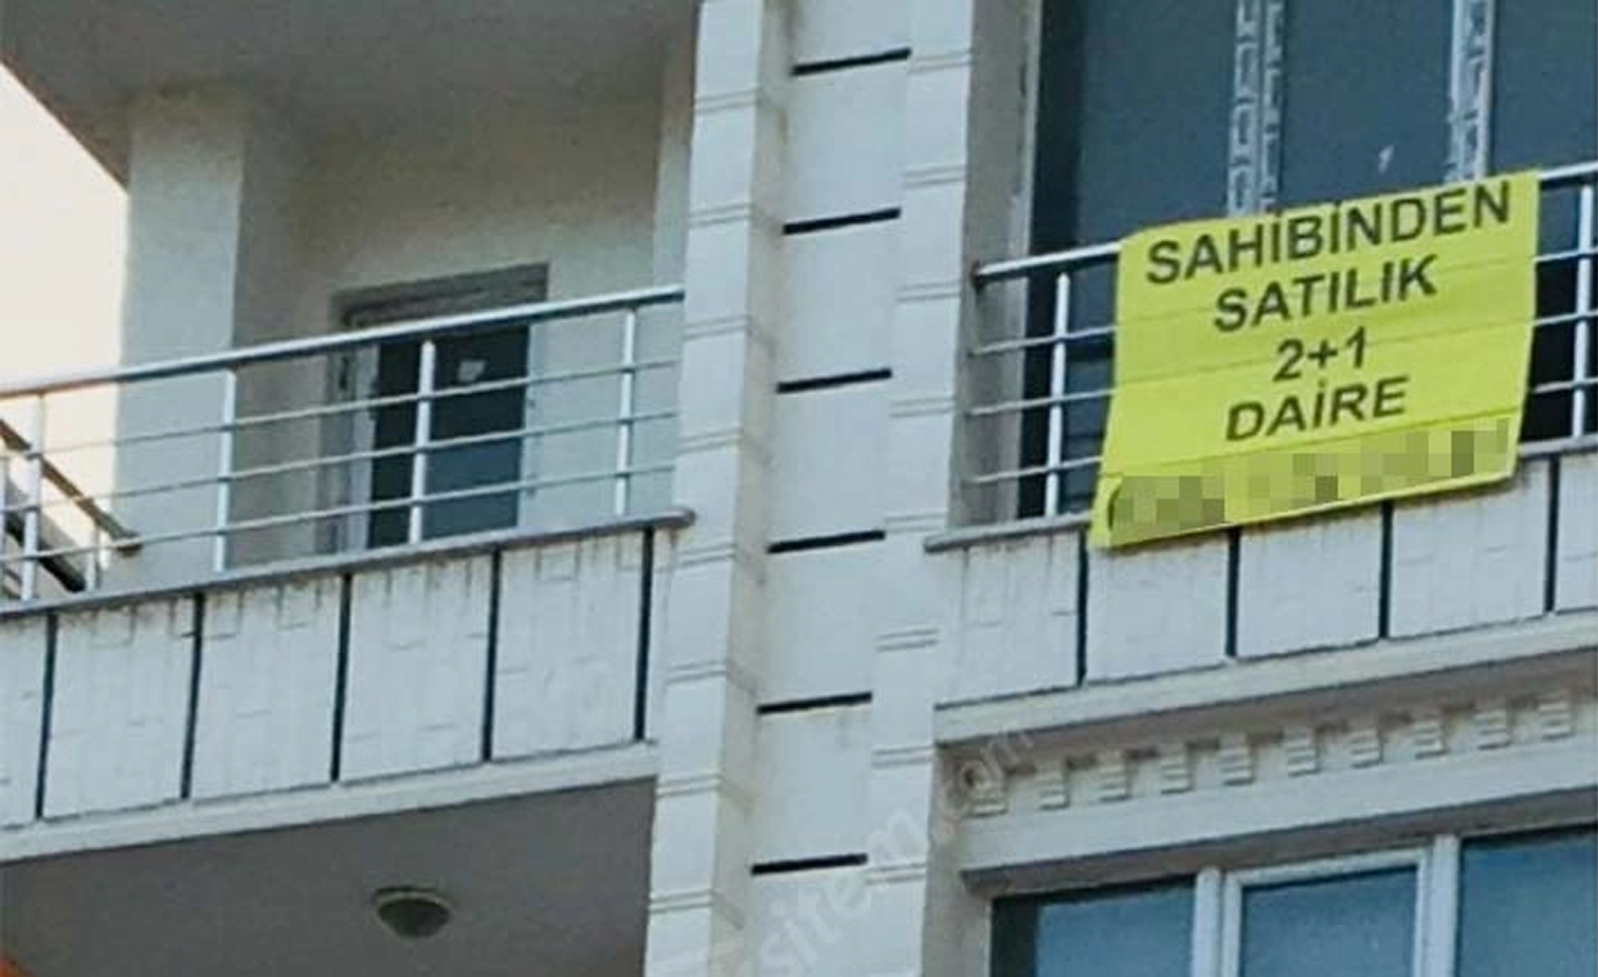 SAHİBİNDEN
SATILIK
2+1
DAİRE